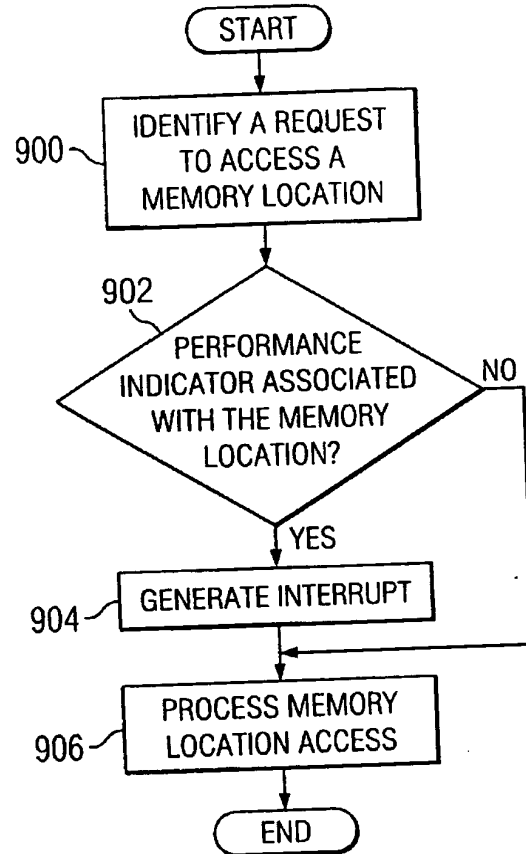 START
900
IDENTIFY A REQUEST
TO ACCESS A
MEMORY LOCATION
902
PERFORMANCE
INDICATOR ASSOCIATED
WITH THE MEMORY
LOCATION?
NO
YES
904
GENERATE INTERRUPT
906
PROCESS MEMORY
LOCATION ACCESS
END